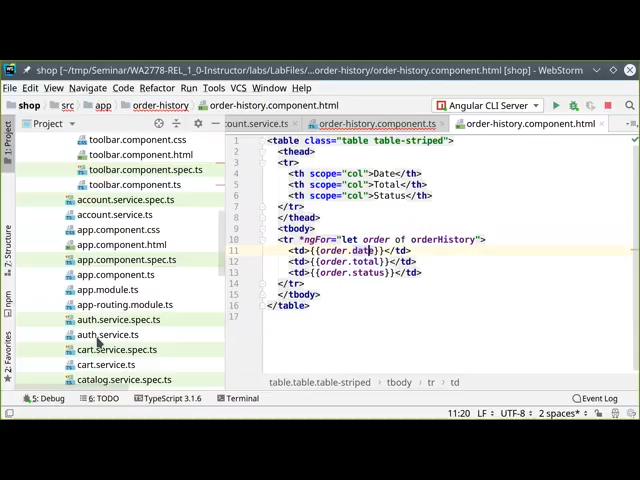 shop [~/tmp/Seminar/WA2778-REL_1_0-Instructor/labs/LabFiles/...order-history/order-history.component.html [shop] - WebStorm
File Edit View Navigate Code Refactor Run Tools VCS Window Help
shop src app order-history order-history.component.html Angular CLI Server
1: Project
Project
count.service.ts order-history.component.ts order-history.component.html
toolbar.component.css
toolbar.component.html
toolbar.component.spec.ts
toolbar.component.ts
account.service.spec.ts
account.service.ts
app.component.css
app.component.html
app.component.spec.ts
app.component.ts
app.module.ts
app-routing.module.ts
auth.service.spec.ts
auth.service.ts
cart.service.spec.ts
cart.service.ts
catalog.service.spec.ts
7: Structure
npm
2: Favorites
1 <table class="table table-striped">
2 <thead>
3 <tr>
4 <th scope="col">Date</th>
5 <th scope="col">Total</th>
6 <th scope="col">Status</th>
7 </tr>
8 </thead>
9 <tbody>
10 <tr *ngFor="let order of orderHistory">
11 <td>{{order.date}}</td>
12 <td>{{order.total}}</td>
13 <td>{{order.status}}</td>
14 </tr>
15 </tbody>
16 </table>
17
table.table.table-striped tbody tr td
5: Debug 6: TODO TypeScript 3.1.6 Terminal Event Log
11:20 LF UTF-8 2 spaces*